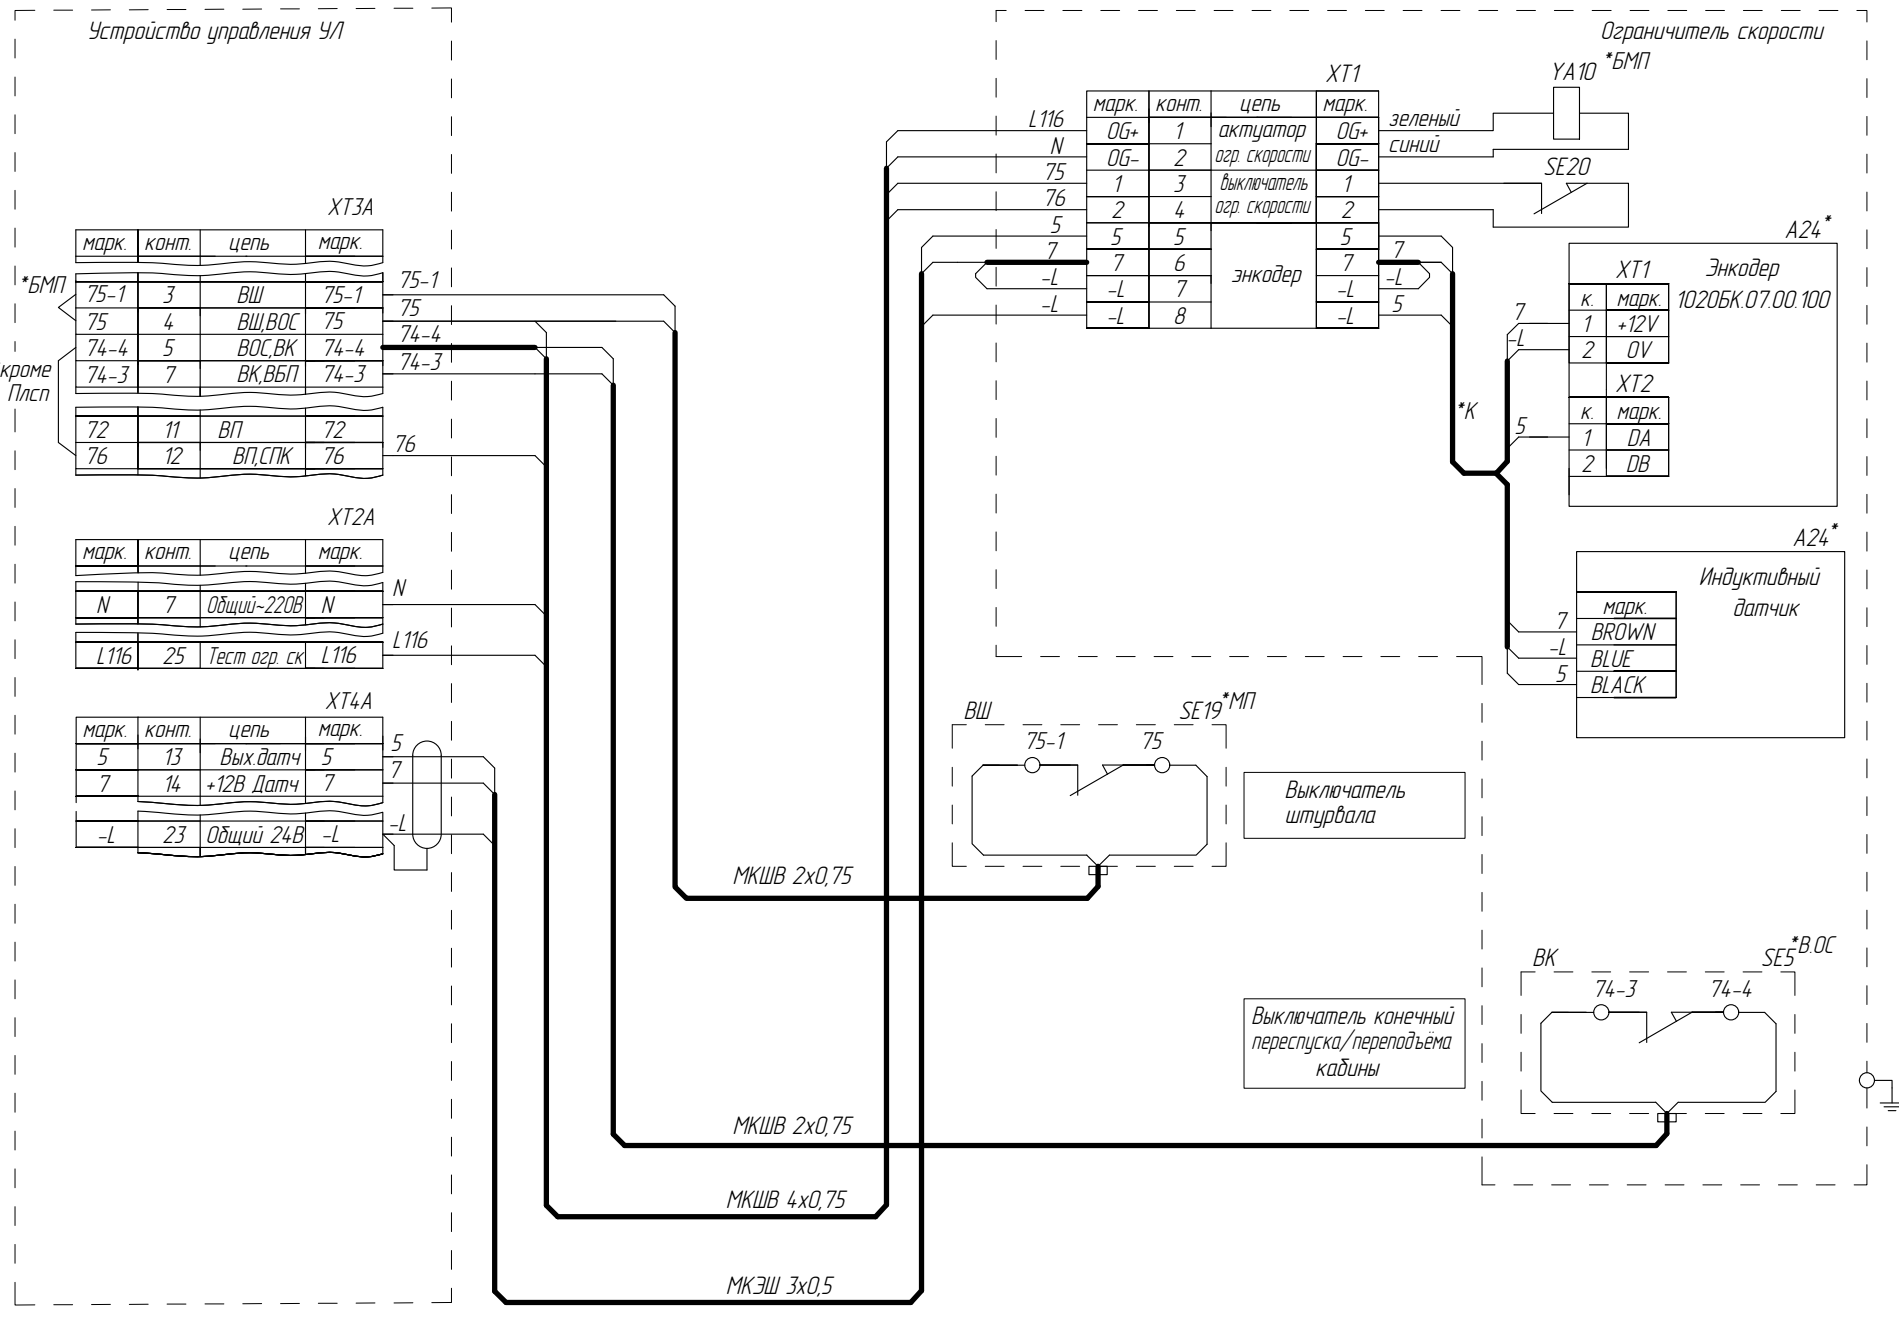 Устройство управления УЛ
ХТ3А
марк. конт. цепь марк.
*БМП
75-1 3 ВШ 75-1 75-1
75 4 ВШ,ВОС 75 75
74-4 5 ВОС,ВК 74-4 74-4
74-3 7 ВК,ВБП 74-3 74-3
кроме
Плсп
72 11 ВП 72
76 12 ВП,СПК 76 76
ХТ2А
марк. конт. цепь марк.
N 7 Общий~220В N N
L116 25 Тест огр. ск L116 L116
ХТ4А
марк. конт. цепь марк.
5 13 Вых.датч 5 5
7 14 +12В Датч 7 7
-L 23 Общий 24В -L -L
МКШВ 2х0,75
МКШВ 2х0,75
МКШВ 4х0,75
МКЭШ 3х0,5
Ограничитель скорости
*БМП
YA10
ХТ1
марк. конт. цепь марк.
L116 OG+ 1 актуатор OG+ зеленый
N OG- 2 огр. скорости OG- синий
75 1 3 выключатель 1
76 2 4 огр. скорости 2
SE20
5 5 5 энкодер 5
7 7 6 7 7
-L -L 7 -L -L
-L -L 8 -L 5
*К
А24*
ХТ1 Энкодер
к. марк. 1020БК.07.00.100
7 1 +12V
-L 2 0V
ХТ2
к. марк.
5 1 DA
2 DB
А24*
Индуктивный
датчик
марк.
7 BROWN
-L BLUE
5 BLACK
ВШ SE19*МП
75-1 75
Выключатель
штурвала
ВК SE5*В.ОС
74-3 74-4
Выключатель конечный
переспуска/переподъёма
кабины